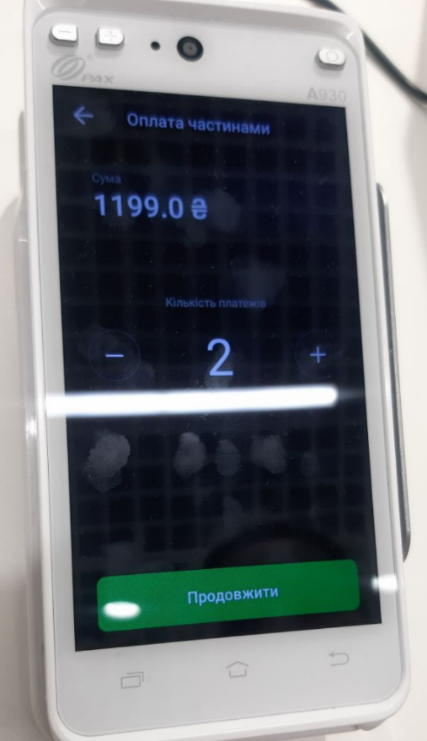 PAX
A930
Оплата частинами
Сума
1199.0 ₴
Кількість платежів
2
Продовжити